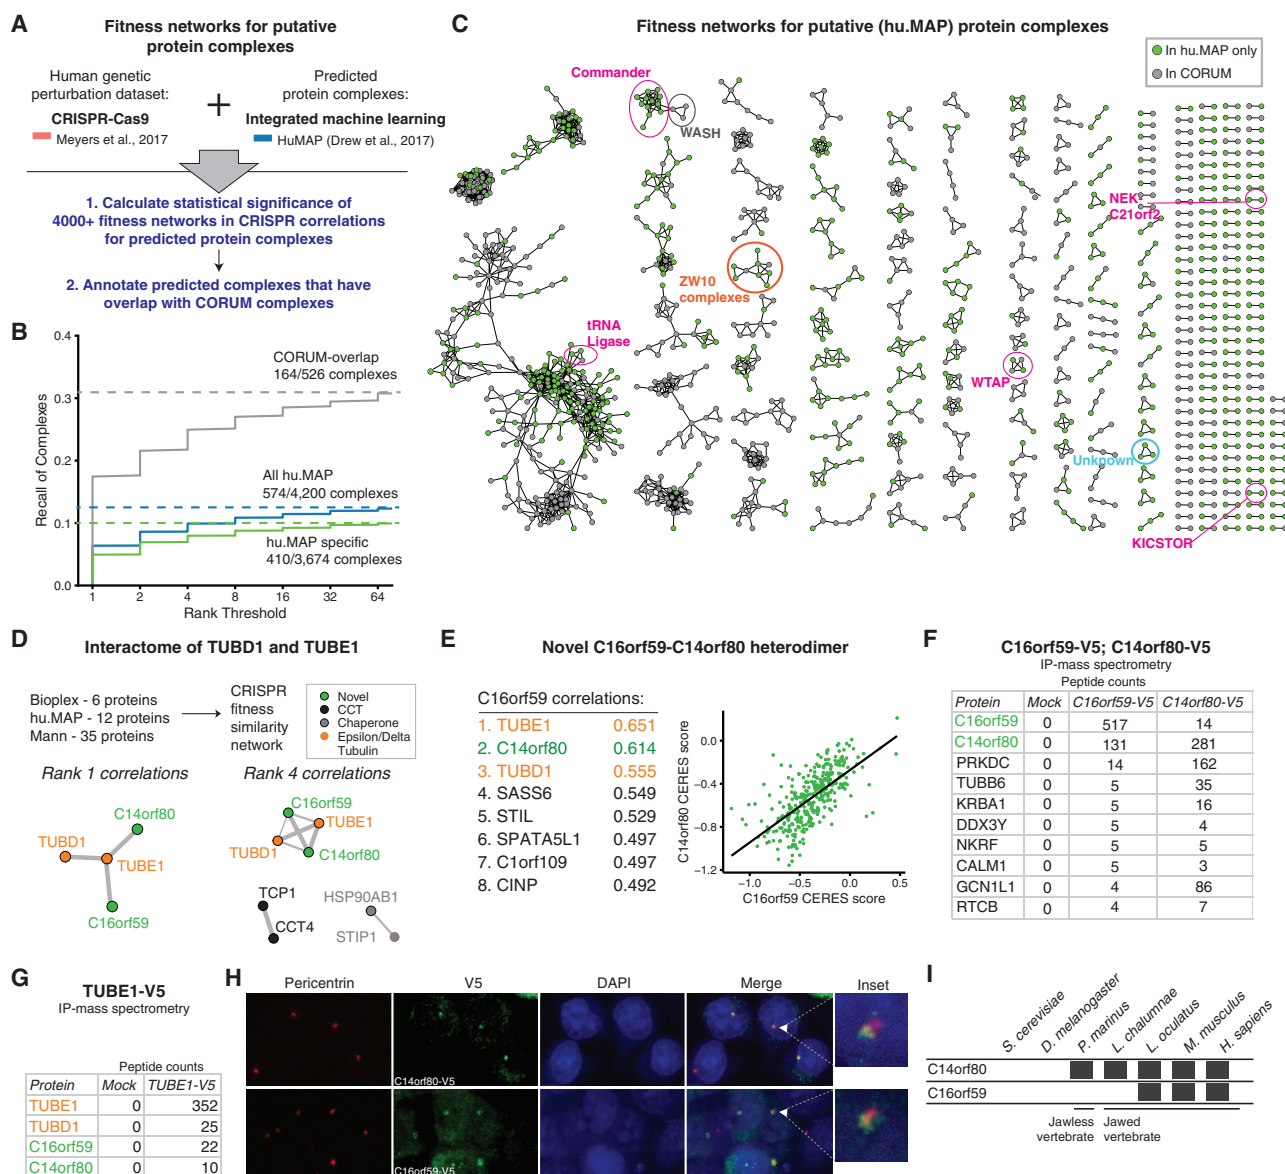 A
Fitness networks for putative
protein complexes
Human genetic
perturbation dataset:
CRISPR-Cas9
Meyers et al., 2017
+
Predicted
protein complexes:
Integrated machine learning
HuMAP (Drew et al., 2017)
1. Calculate statistical significance of
4000+ fitness networks in CRISPR correlations
for predicted protein complexes
2. Annotate predicted complexes that have
overlap with CORUM complexes
B
Recall of Complexes
0.4
0.3
0.2
0.1
0.0
CORUM-overlap
164/526 complexes
All hu.MAP
574/4,200 complexes
hu.MAP specific
410/3,674 complexes
1 2 4 8 16 32 64
Rank Threshold
C
Fitness networks for putative (hu.MAP) protein complexes
In hu.MAP only
In CORUM
Commander
WASH
NEK-
C21orf2
ZW10
complexes
tRNA
Ligase
WTAP
Unknown
KICSTOR
D
Interactome of TUBD1 and TUBE1
Bioplex - 6 proteins
hu.MAP - 12 proteins
Mann - 35 proteins
CRISPR
fitness
similarity
network
Novel
CCT
Chaperone
Epsilon/Delta
Tubulin
Rank 1 correlations
C14orf80
TUBD1
TUBE1
C16orf59
Rank 4 correlations
C16orf59
TUBE1
TUBD1
C14orf80
TCP1
CCT4
HSP90AB1
STIP1
E
Novel C16orf59-C14orf80 heterodimer
C16orf59 correlations:
1. TUBE1 0.651
2. C14orf80 0.614
3. TUBD1 0.555
4. SASS6 0.549
5. STIL 0.529
6. SPATA5L1 0.497
7. C1orf109 0.497
8. CINP 0.492
C14orf80 CERES score
0.0
−0.4
−0.8
−1.2
−1.0 −0.5 0.0 0.5
C16orf59 CERES score
F
C16orf59-V5; C14orf80-V5
IP-mass spectrometry
Peptide counts
Protein Mock C16orf59-V5 C14orf80-V5
C16orf59 0 517 14
C14orf80 0 131 281
PRKDC 0 14 162
TUBB6 0 5 35
KRBA1 0 5 16
DDX3Y 0 5 4
NKRF 0 5 5
CALM1 0 5 3
GCN1L1 0 4 86
RTCB 0 4 7
G
TUBE1-V5
IP-mass spectrometry
Peptide counts
Protein Mock TUBE1-V5
TUBE1 0 352
TUBD1 0 25
C16orf59 0 22
C14orf80 0 10
H
Pericentrin V5 DAPI Merge Inset
C14orf80-V5
C16orf59-V5
I
S. cerevisiae
D. melanogaster
P. marinus
L. chalumnae
L. oculatus
M. musculus
H. sapiens
C14orf80
C16orf59
Jawless
vertebrate
Jawed
vertebrate